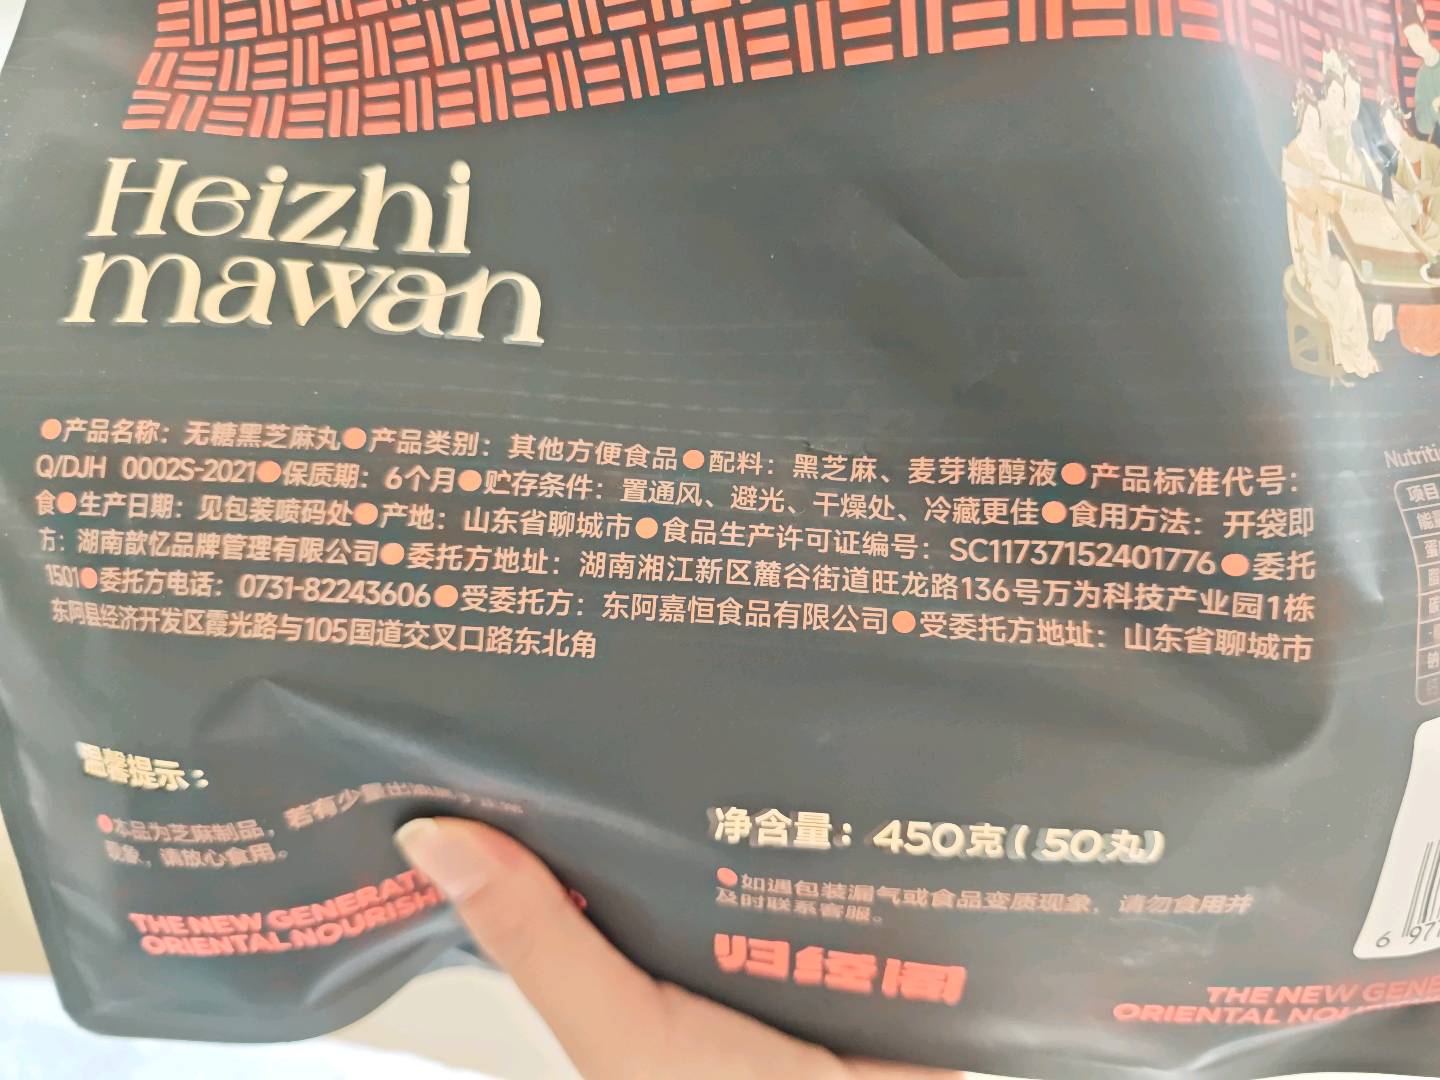 Heizhi
mawan
●产品名称：无糖黑芝麻丸●产品类别：其他方便食品●配料：黑芝麻、麦芽糖醇液●产品标准代号：
Q/DJH 0002S-2021●保质期：6个月●贮存条件：置通风、避光、干燥处、冷藏更佳●食用方法：开袋即
食●生产日期：见包装喷码处●产地：山东省聊城市●食品生产许可证编号：SC11737152401776●委托
方：湖南歆忆品牌管理有限公司●委托方地址：湖南湘江新区麓谷街道旺龙路136号万为科技产业园1栋
1501●委托方电话：0731-82243606●受委托方：东阿嘉恒食品有限公司●受委托方地址：山东省聊城市
东阿县经济开发区霞光路与105国道交叉口路东北角
Nutriti
项目
温馨提示：
●本品为芝麻制品，若有少量出油
现象，请放心食用。
THE NEW GENERAT
ORIENTAL NOURISH
净含量：450克(50丸)
●如遇包装漏气或食品变质现象，请勿食用并
及时联系客服。
归经阁
6 971
THE NEW GENE
ORIENTAL NOU